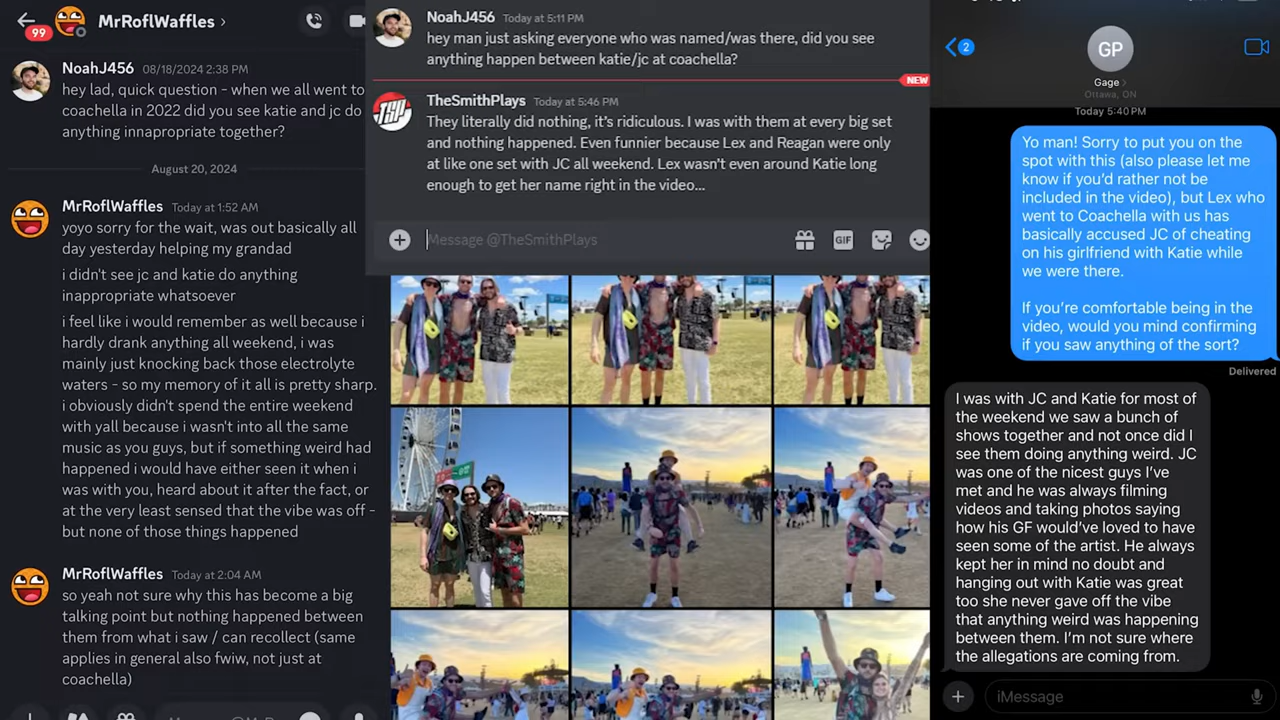 MrRoflWaffles ›
99
NoahJ456 08/18/2024 2:38 PM
hey lad, quick question - when we all went to
coachella in 2022 did you see katie and jc do
anything innapropriate together?
August 20, 2024
MrRoflWaffles Today at 1:52 AM
yoyo sorry for the wait, was out basically all
day yesterday helping my grandad
i didn't see jc and katie do anything
inappropriate whatsoever
i feel like i would remember as well because i
hardly drank anything all weekend, i was
mainly just knocking back those electrolyte
waters - so my memory of it all is pretty sharp.
i obviously didn't spend the entire weekend
with yall because i wasn't into all the same
music as you guys, but if something weird had
happened i would have either seen it when i
was with you, heard about it after the fact, or
at the very least sensed that the vibe was off -
but none of those things happened
MrRoflWaffles Today at 2:04 AM
so yeah not sure why this has become a big
talking point but nothing happened between
them from what i saw / can recollect (same
applies in general also fwiw, not just at
coachella)
NoahJ456 Today at 5:11 PM
hey man just asking everyone who was named/was there, did you see
anything happen between katie/jc at coachella?
NEW
TSP
TheSmithPlays Today at 5:46 PM
They literally did nothing, it's ridiculous. I was with them at every big set
and nothing happened. Even funnier because Lex and Reagan were only
at like one set with JC all weekend. Lex wasn't even around Katie long
enough to get her name right in the video...
Message @TheSmithPlays
GIF
2
GP
Gage ›
Ottawa, ON
Today 5:40 PM
Yo man! Sorry to put you on the
spot with this (also please let me
know if you'd rather not be
included in the video), but Lex who
went to Coachella with us has
basically accused JC of cheating
on his girlfriend with Katie while
we were there.
If you're comfortable being in the
video, would you mind confirming
if you saw anything of the sort?
Delivered
I was with JC and Katie for most of
the weekend we saw a bunch of
shows together and not once did I
see them doing anything weird. JC
was one of the nicest guys I've
met and he was always filming
videos and taking photos saying
how his GF would've loved to have
seen some of the artist. He always
kept her in mind no doubt and
hanging out with Katie was great
too she never gave off the vibe
that anything weird was happening
between them. I'm not sure where
the allegations are coming from.
iMessage